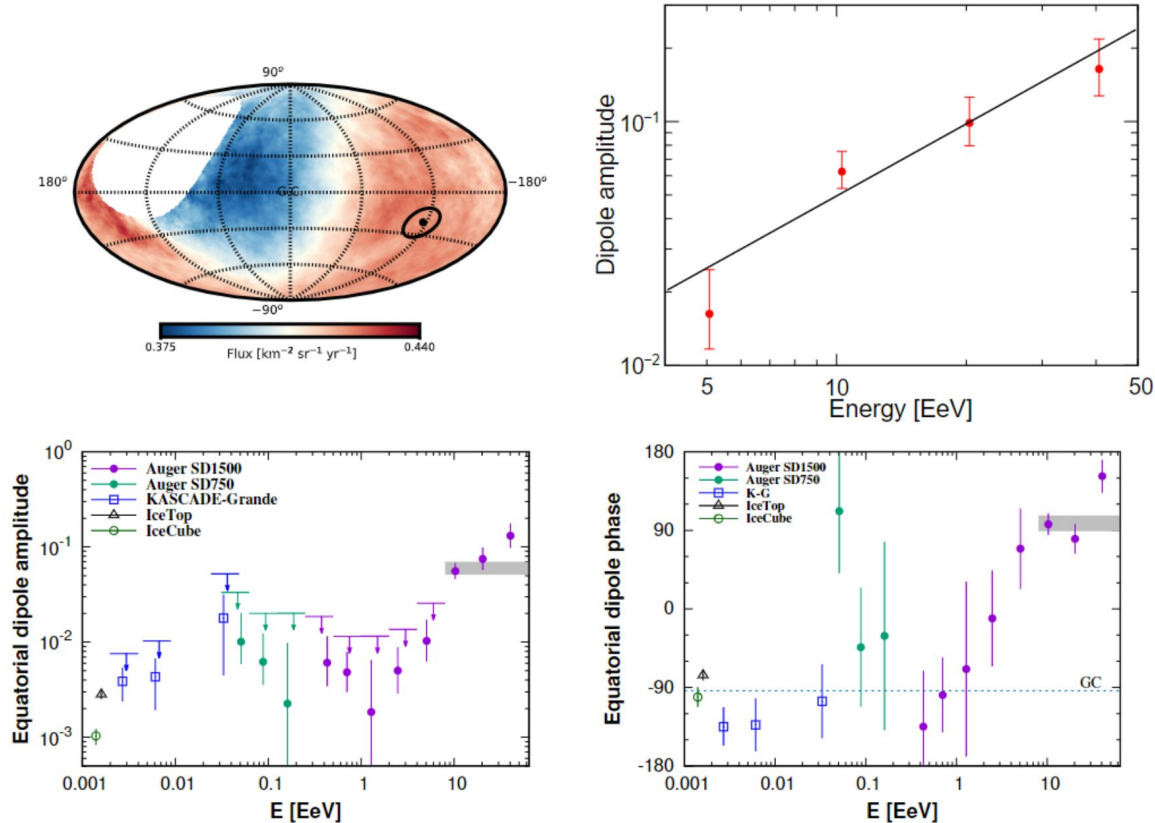 90°
180°
GC
−180°
−90°
0.375
0.440
Flux [km⁻² sr⁻¹ yr⁻¹]
Dipole amplitude
10⁻¹
10⁻²
5
10
50
Energy [EeV]
Equatorial dipole amplitude
10⁰
10⁻¹
10⁻²
10⁻³
Auger SD1500
Auger SD750
KASCADE-Grande
IceTop
IceCube
0.001
0.01
0.1
1
10
E [EeV]
Equatorial dipole phase
180
90
0
-90
-180
Auger SD1500
Auger SD750
K-G
IceTop
IceCube
GC
0.001
0.01
0.1
1
10
E [EeV]